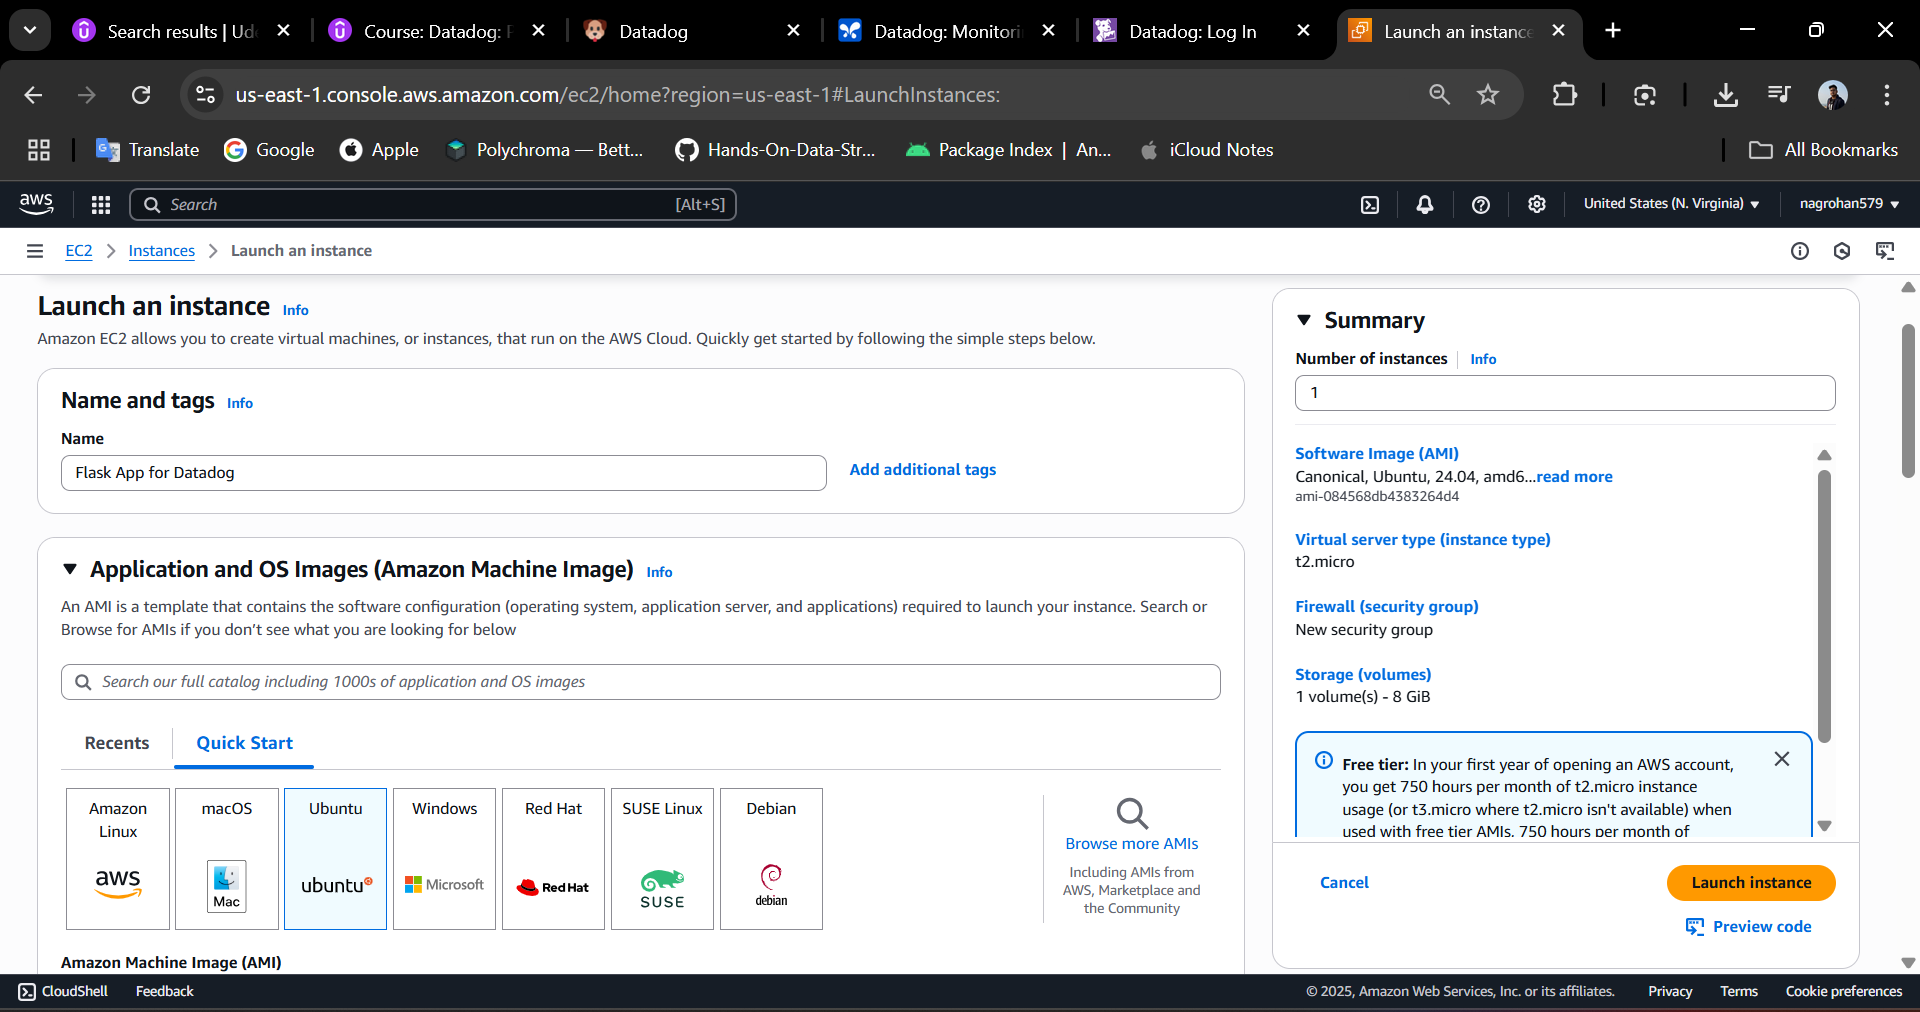 Search results | Ud
Course: Datadog: P
Datadog
Datadog: Monitori
Datadog: Log In
Launch an instance
us-east-1.console.aws.amazon.com/ec2/home?region=us-east-1#LaunchInstances:
Translate
Google
Apple
Polychroma — Bett...
Hands-On-Data-Str...
Package Index | An...
iCloud Notes
All Bookmarks
aws
Search
[Alt+S]
United States (N. Virginia)
nagrohan579
EC2
Instances
Launch an instance
Launch an instance Info
Amazon EC2 allows you to create virtual machines, or instances, that run on the AWS Cloud. Quickly get started by following the simple steps below.
Name and tags Info
Name
Flask App for Datadog
Add additional tags
Application and OS Images (Amazon Machine Image) Info
An AMI is a template that contains the software configuration (operating system, application server, and applications) required to launch your instance. Search or
Browse for AMIs if you don’t see what you are looking for below
Search our full catalog including 1000s of application and OS images
Recents
Quick Start
Amazon
Linux
aws
macOS
Mac
Ubuntu
ubuntu
Windows
Microsoft
Red Hat
Red Hat
SUSE Linux
SUSE
Debian
debian
Browse more AMIs
Including AMIs from
AWS, Marketplace and
the Community
Amazon Machine Image (AMI)
Summary
Number of instances Info
1
Software Image (AMI)
Canonical, Ubuntu, 24.04, amd6...read more
ami-084568db4383264d4
Virtual server type (instance type)
t2.micro
Firewall (security group)
New security group
Storage (volumes)
1 volume(s) - 8 GiB
Free tier: In your first year of opening an AWS account,
you get 750 hours per month of t2.micro instance
usage (or t3.micro where t2.micro isn't available) when
used with free tier AMIs, 750 hours per month of
Cancel
Launch instance
Preview code
CloudShell
Feedback
© 2025, Amazon Web Services, Inc. or its affiliates.
Privacy
Terms
Cookie preferences